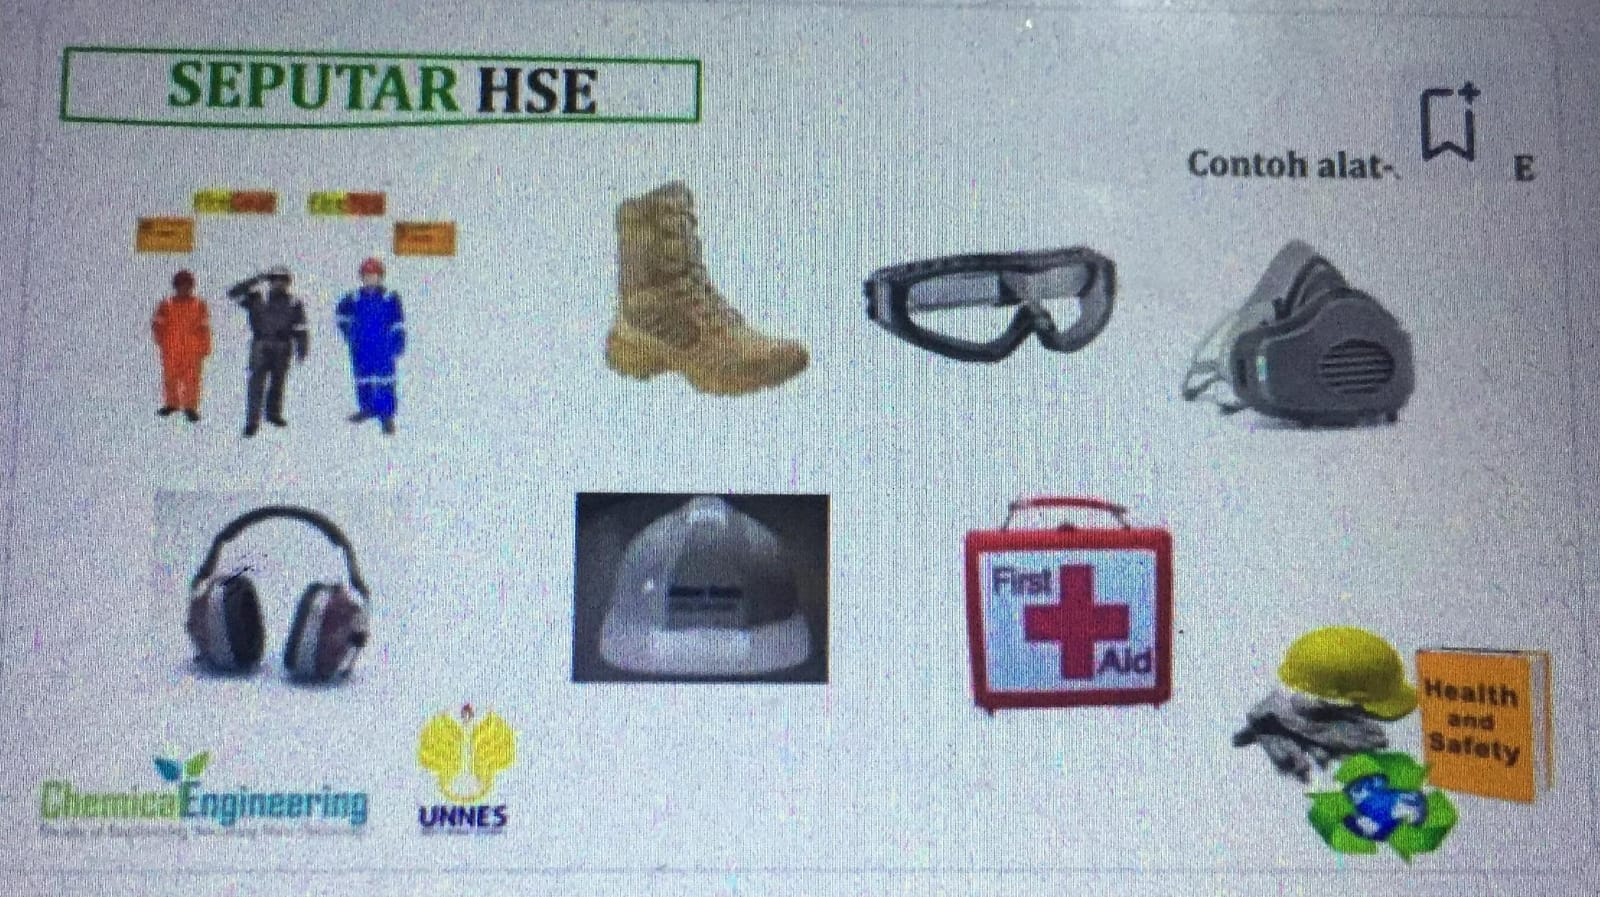 SEPUTAR HSE
Contoh alat-
E
First
Aid
Health
and
Safety
ChemicalEngineering
UNNES